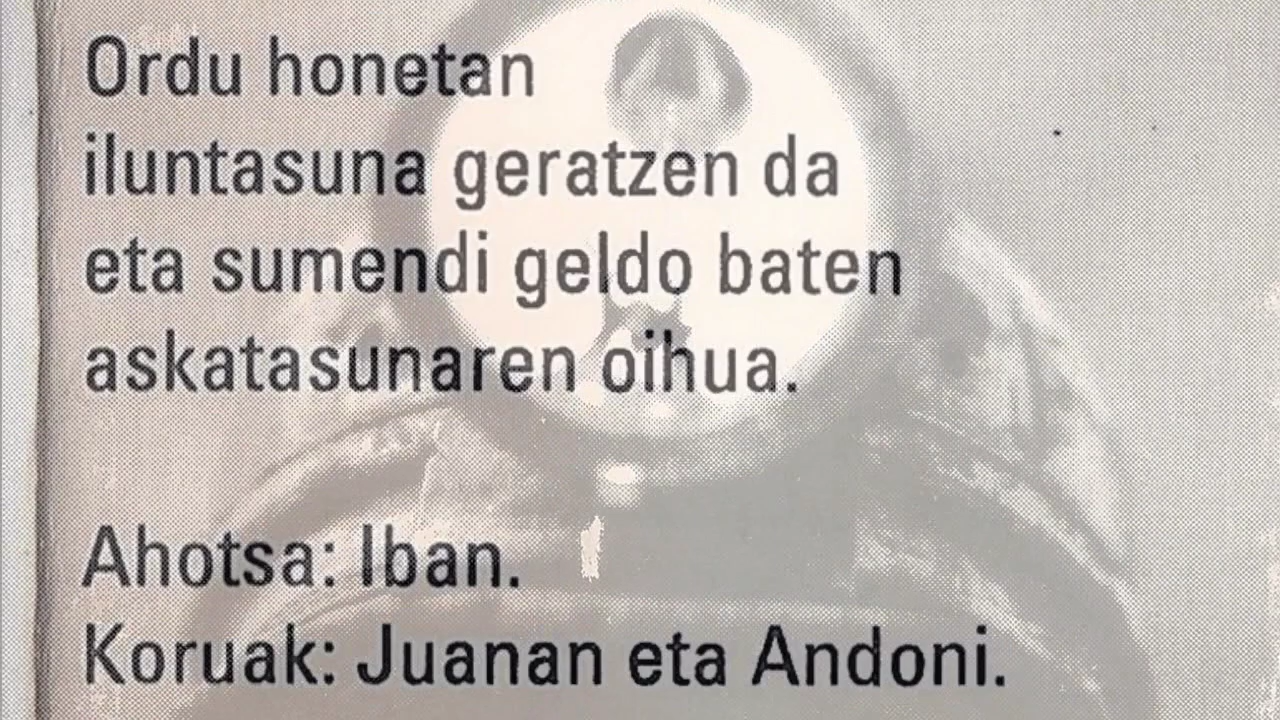 Ordu honetan
iluntasuna geratzen da
eta sumendi geldo baten
askatasunaren oihua.
Ahotsa: Iban.
Koruak: Juanan eta Andoni.